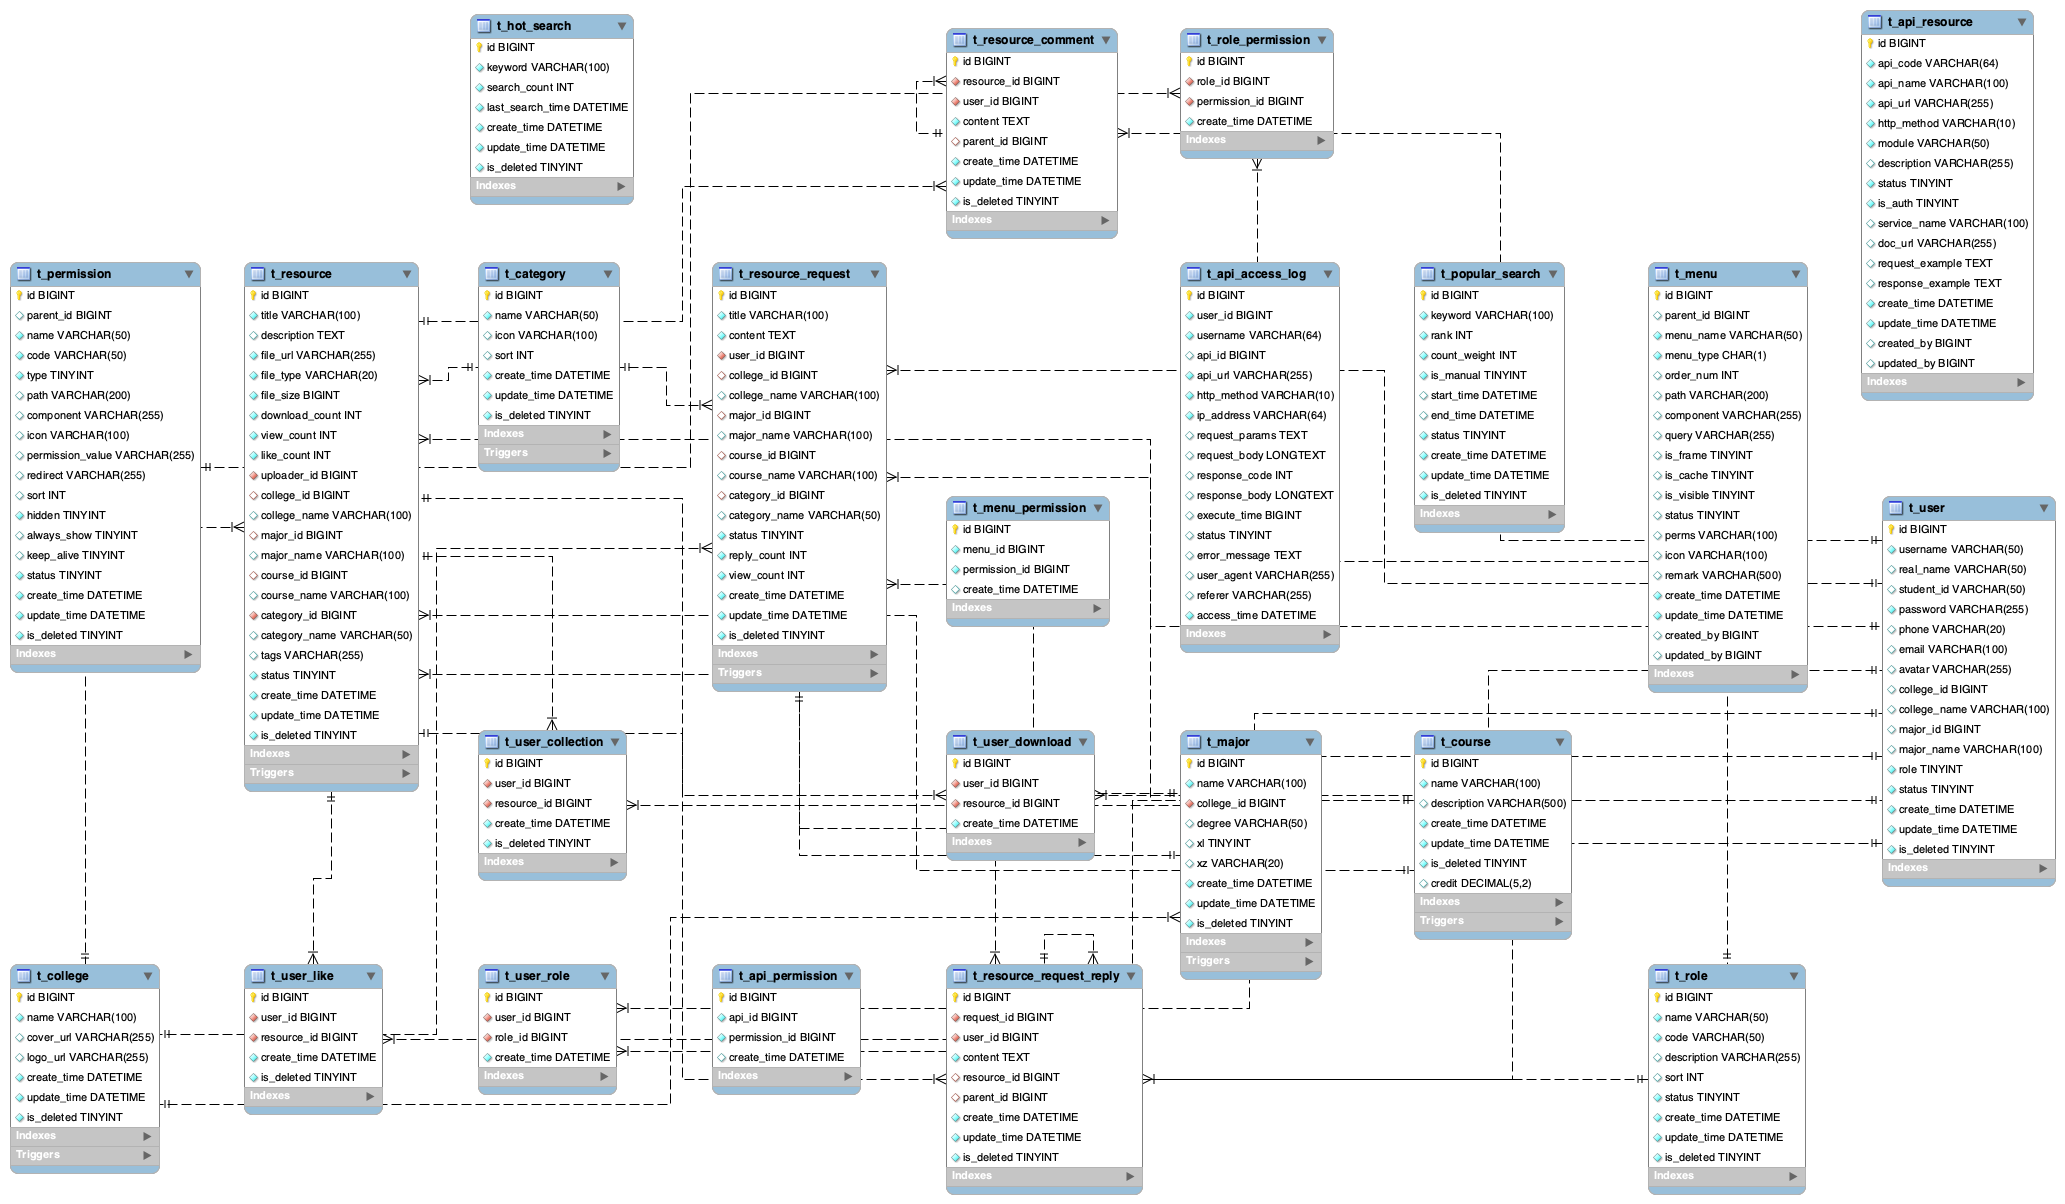 t_hot_search
id BIGINT
keyword VARCHAR(100)
search_count INT
last_search_time DATETIME
create_time DATETIME
update_time DATETIME
is_deleted TINYINT
Indexes
t_resource_comment
id BIGINT
resource_id BIGINT
user_id BIGINT
content TEXT
parent_id BIGINT
create_time DATETIME
update_time DATETIME
is_deleted TINYINT
Indexes
t_role_permission
id BIGINT
role_id BIGINT
permission_id BIGINT
create_time DATETIME
Indexes
t_api_resource
id BIGINT
api_code VARCHAR(64)
api_name VARCHAR(100)
api_url VARCHAR(255)
http_method VARCHAR(10)
module VARCHAR(50)
description VARCHAR(255)
status TINYINT
is_auth TINYINT
service_name VARCHAR(100)
doc_url VARCHAR(255)
request_example TEXT
response_example TEXT
create_time DATETIME
update_time DATETIME
created_by BIGINT
updated_by BIGINT
Indexes
t_permission
id BIGINT
parent_id BIGINT
name VARCHAR(50)
code VARCHAR(50)
type TINYINT
path VARCHAR(200)
component VARCHAR(255)
icon VARCHAR(100)
permission_value VARCHAR(255)
redirect VARCHAR(255)
sort INT
hidden TINYINT
always_show TINYINT
keep_alive TINYINT
status TINYINT
create_time DATETIME
update_time DATETIME
is_deleted TINYINT
Indexes
t_resource
id BIGINT
title VARCHAR(100)
description TEXT
file_url VARCHAR(255)
file_type VARCHAR(20)
file_size BIGINT
download_count INT
view_count INT
like_count INT
uploader_id BIGINT
college_id BIGINT
college_name VARCHAR(100)
major_id BIGINT
major_name VARCHAR(100)
course_id BIGINT
course_name VARCHAR(100)
category_id BIGINT
category_name VARCHAR(50)
tags VARCHAR(255)
status TINYINT
create_time DATETIME
update_time DATETIME
is_deleted TINYINT
Indexes
Triggers
t_category
id BIGINT
name VARCHAR(50)
icon VARCHAR(100)
sort INT
create_time DATETIME
update_time DATETIME
is_deleted TINYINT
Indexes
Triggers
t_resource_request
id BIGINT
title VARCHAR(100)
content TEXT
user_id BIGINT
college_id BIGINT
college_name VARCHAR(100)
major_id BIGINT
major_name VARCHAR(100)
course_id BIGINT
course_name VARCHAR(100)
category_id BIGINT
category_name VARCHAR(50)
status TINYINT
reply_count INT
view_count INT
create_time DATETIME
update_time DATETIME
is_deleted TINYINT
Indexes
Triggers
t_menu_permission
id BIGINT
menu_id BIGINT
permission_id BIGINT
create_time DATETIME
Indexes
t_api_access_log
id BIGINT
user_id BIGINT
username VARCHAR(64)
api_id BIGINT
api_url VARCHAR(255)
http_method VARCHAR(10)
ip_address VARCHAR(64)
request_params TEXT
request_body LONGTEXT
response_code INT
response_body LONGTEXT
execute_time BIGINT
status TINYINT
error_message TEXT
user_agent VARCHAR(255)
referer VARCHAR(255)
access_time DATETIME
Indexes
t_popular_search
id BIGINT
keyword VARCHAR(100)
rank INT
count_weight INT
is_manual TINYINT
start_time DATETIME
end_time DATETIME
status TINYINT
create_time DATETIME
update_time DATETIME
is_deleted TINYINT
Indexes
t_menu
id BIGINT
parent_id BIGINT
menu_name VARCHAR(50)
menu_type CHAR(1)
order_num INT
path VARCHAR(200)
component VARCHAR(255)
query VARCHAR(255)
is_frame TINYINT
is_cache TINYINT
is_visible TINYINT
status TINYINT
perms VARCHAR(100)
icon VARCHAR(100)
remark VARCHAR(500)
create_time DATETIME
update_time DATETIME
created_by BIGINT
updated_by BIGINT
Indexes
t_user
id BIGINT
username VARCHAR(50)
real_name VARCHAR(50)
student_id VARCHAR(50)
password VARCHAR(255)
phone VARCHAR(20)
email VARCHAR(100)
avatar VARCHAR(255)
college_id BIGINT
college_name VARCHAR(100)
major_id BIGINT
major_name VARCHAR(100)
role TINYINT
status TINYINT
create_time DATETIME
update_time DATETIME
is_deleted TINYINT
Indexes
t_user_collection
id BIGINT
user_id BIGINT
resource_id BIGINT
create_time DATETIME
is_deleted TINYINT
Indexes
t_user_download
id BIGINT
user_id BIGINT
resource_id BIGINT
create_time DATETIME
Indexes
t_major
id BIGINT
name VARCHAR(100)
college_id BIGINT
degree VARCHAR(50)
xl TINYINT
xz VARCHAR(20)
create_time DATETIME
update_time DATETIME
is_deleted TINYINT
Indexes
Triggers
t_course
id BIGINT
name VARCHAR(100)
description VARCHAR(500)
create_time DATETIME
update_time DATETIME
is_deleted TINYINT
credit DECIMAL(5,2)
Indexes
Triggers
t_college
id BIGINT
name VARCHAR(100)
cover_url VARCHAR(255)
logo_url VARCHAR(255)
create_time DATETIME
update_time DATETIME
is_deleted TINYINT
Indexes
Triggers
t_user_like
id BIGINT
user_id BIGINT
resource_id BIGINT
create_time DATETIME
is_deleted TINYINT
Indexes
t_user_role
id BIGINT
user_id BIGINT
role_id BIGINT
create_time DATETIME
Indexes
t_api_permission
id BIGINT
api_id BIGINT
permission_id BIGINT
create_time DATETIME
Indexes
t_resource_request_reply
id BIGINT
request_id BIGINT
user_id BIGINT
content TEXT
resource_id BIGINT
parent_id BIGINT
create_time DATETIME
update_time DATETIME
is_deleted TINYINT
Indexes
t_role
id BIGINT
name VARCHAR(50)
code VARCHAR(50)
description VARCHAR(255)
sort INT
status TINYINT
create_time DATETIME
update_time DATETIME
is_deleted TINYINT
Indexes